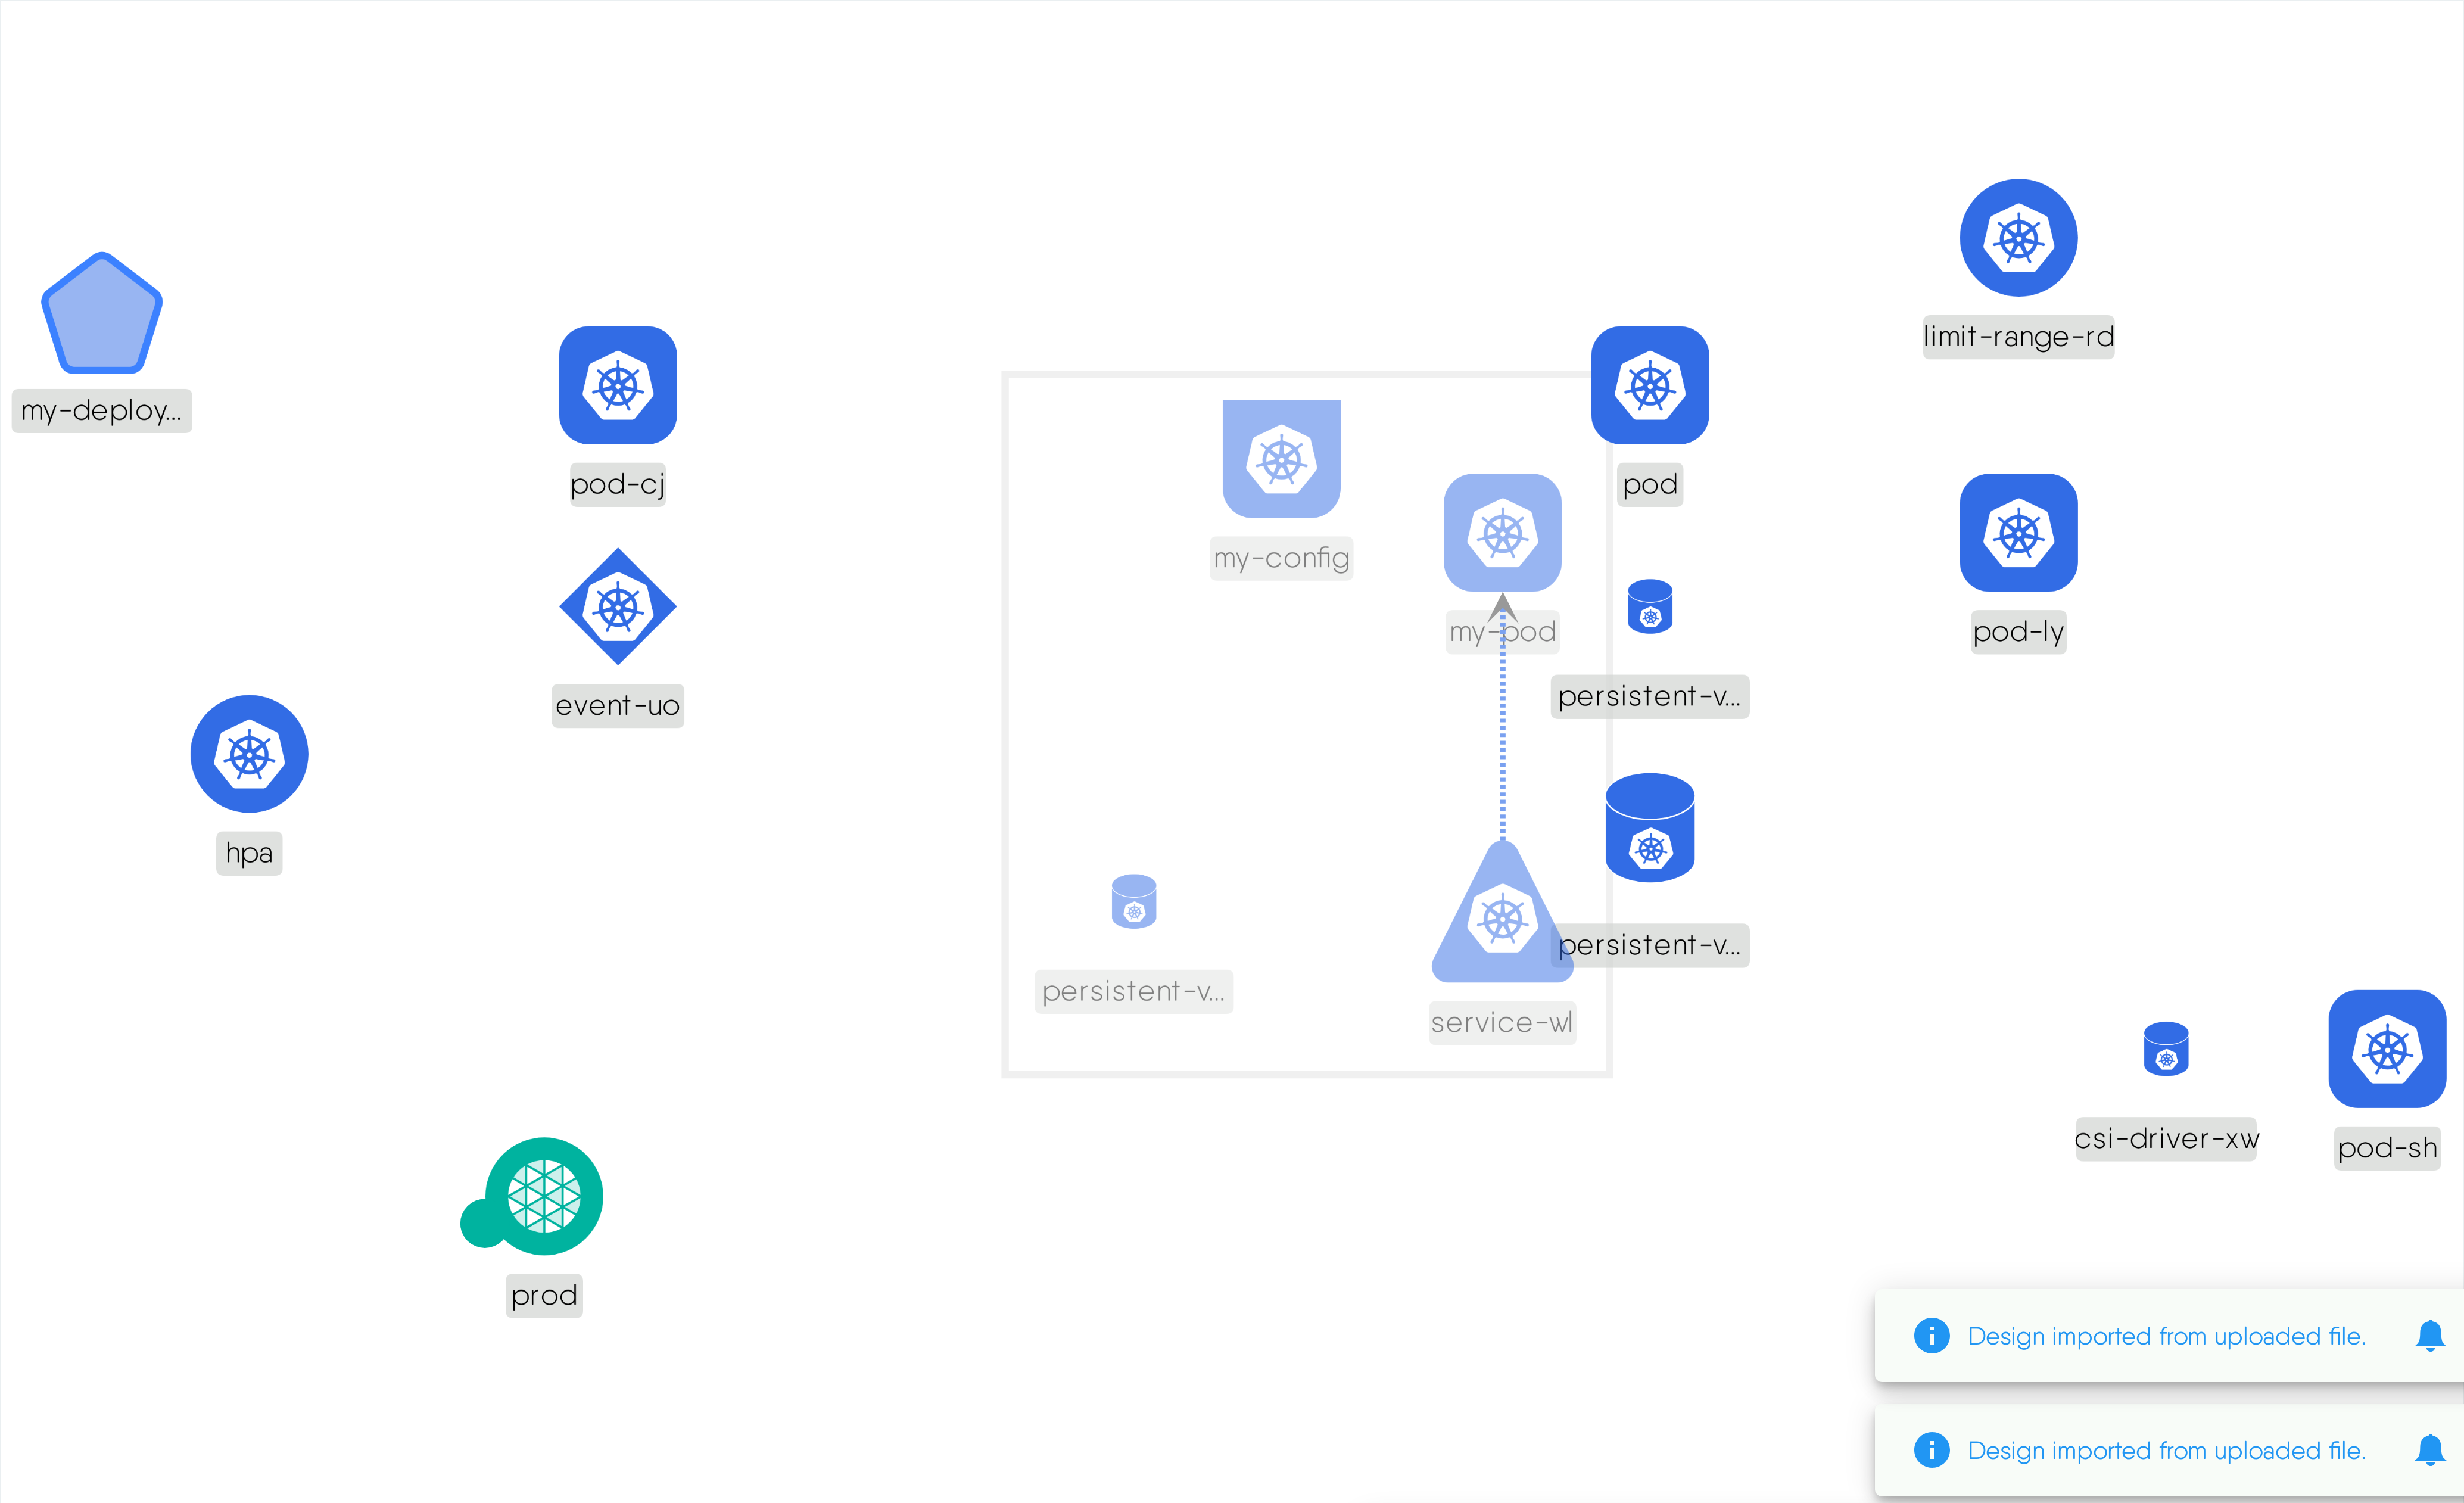 limit-range-rd
my-deploy...
pod-cj
pod
my-config
my-pod
pod-ly
persistent-v...
event-uo
hpa
persistent-v...
persistent-v...
service-wl
csi-driver-xw
pod-sh
prod
Design imported from uploaded file.
Design imported from uploaded file.